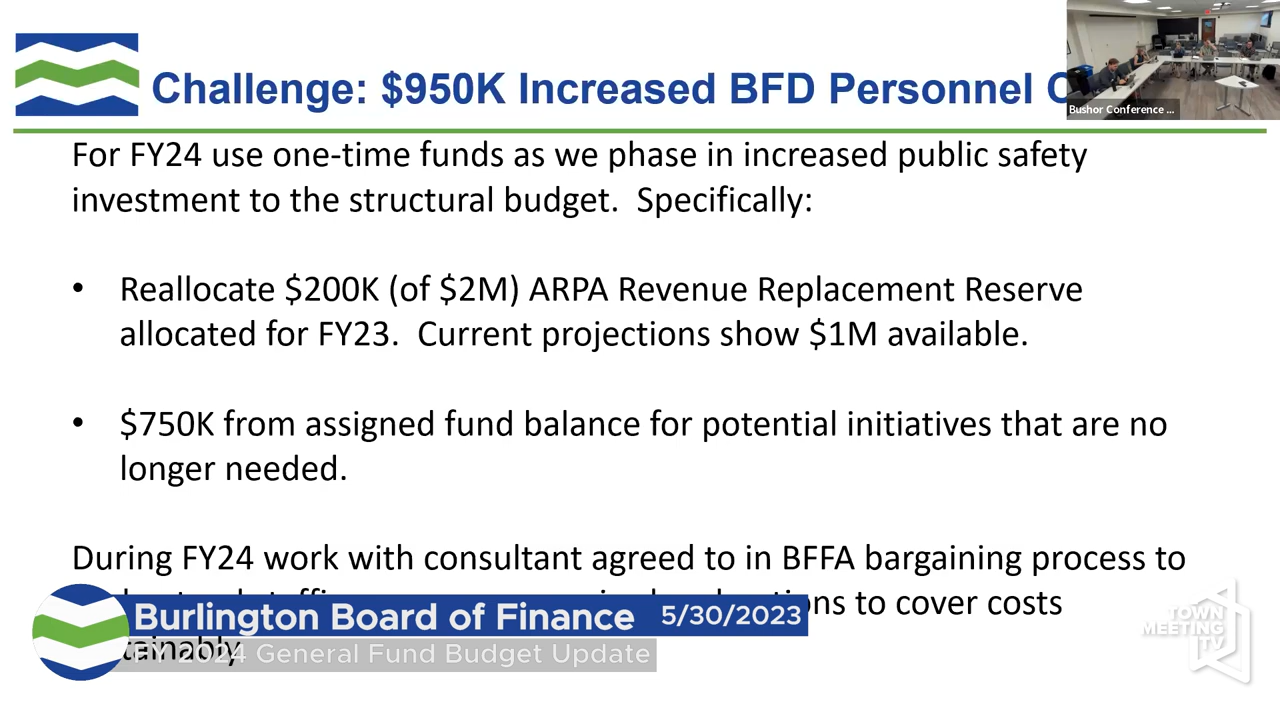 Challenge: $950K Increased BFD Personnel
Bushor Conference ...
For FY24 use one-time funds as we phase in increased public safety
investment to the structural budget. Specifically:
• Reallocate $200K (of $2M) ARPA Revenue Replacement Reserve
allocated for FY23. Current projections show $1M available.
• $750K from assigned fund balance for potential initiatives that are no
longer needed.
During FY24 work with consultant agreed to in BFFA bargaining process to
to cover costs
Burlington Board of Finance 5/30/2023
FY 2024 General Fund Budget Update
TOWN
MEETING
TV